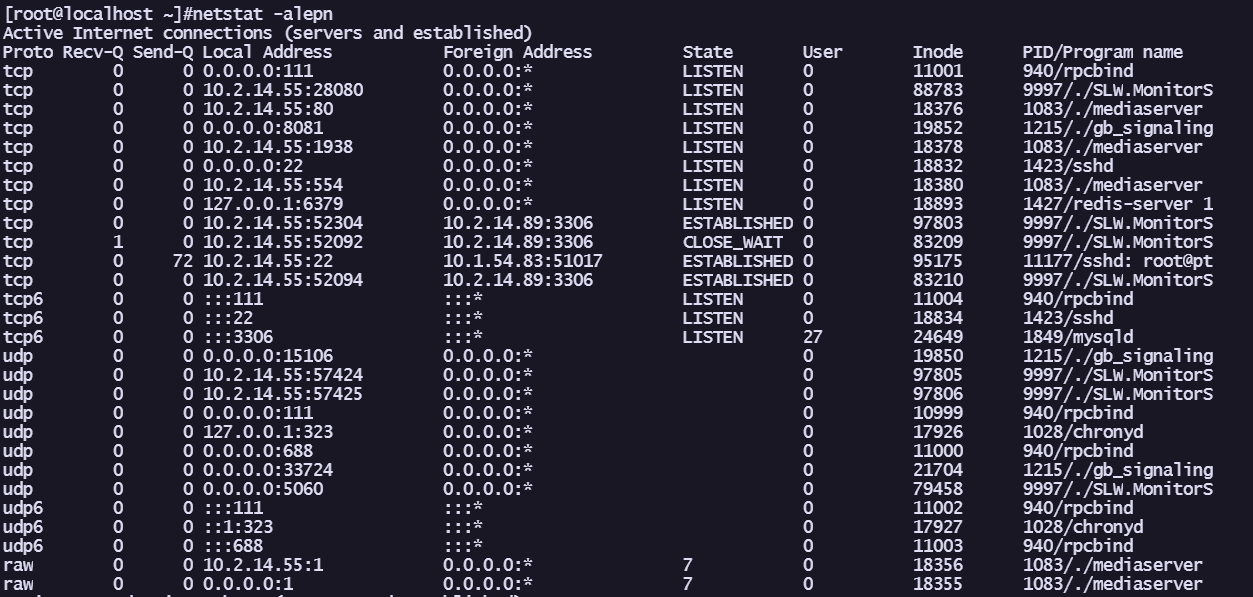 [root@localhost ~]#netstat -alepn
Active Internet connections (servers and established)
Proto Recv-Q Send-Q Local Address           Foreign Address         State       User       Inode      PID/Program name
tcp        0      0 0.0.0.0:111             0.0.0.0:*               LISTEN      0          11001      940/rpcbind
tcp        0      0 10.2.14.55:28080        0.0.0.0:*               LISTEN      0          88783      9997/./SLW.MonitorS
tcp        0      0 10.2.14.55:80           0.0.0.0:*               LISTEN      0          18376      1083/./mediaserver
tcp        0      0 0.0.0.0:8081            0.0.0.0:*               LISTEN      0          19852      1215/./gb_signaling
tcp        0      0 10.2.14.55:1938         0.0.0.0:*               LISTEN      0          18378      1083/./mediaserver
tcp        0      0 0.0.0.0:22              0.0.0.0:*               LISTEN      0          18832      1423/sshd
tcp        0      0 10.2.14.55:554          0.0.0.0:*               LISTEN      0          18380      1083/./mediaserver
tcp        0      0 127.0.0.1:6379          0.0.0.0:*               LISTEN      0          18893      1427/redis-server 1
tcp        0      0 10.2.14.55:52304        10.2.14.89:3306         ESTABLISHED 0          97803      9997/./SLW.MonitorS
tcp        1      0 10.2.14.55:52092        10.2.14.89:3306         CLOSE_WAIT  0          83209      9997/./SLW.MonitorS
tcp        0     72 10.2.14.55:22           10.1.54.83:51017        ESTABLISHED 0          95175      11177/sshd: root@pt
tcp        0      0 10.2.14.55:52094        10.2.14.89:3306         ESTABLISHED 0          83210      9997/./SLW.MonitorS
tcp6       0      0 :::111                  :::*                    LISTEN      0          11004      940/rpcbind
tcp6       0      0 :::22                   :::*                    LISTEN      0          18834      1423/sshd
tcp6       0      0 :::3306                 :::*                    LISTEN      27         24649      1849/mysqld
udp        0      0 0.0.0.0:15106           0.0.0.0:*                           0          19850      1215/./gb_signaling
udp        0      0 10.2.14.55:57424        0.0.0.0:*                           0          97805      9997/./SLW.MonitorS
udp        0      0 10.2.14.55:57425        0.0.0.0:*                           0          97806      9997/./SLW.MonitorS
udp        0      0 0.0.0.0:111             0.0.0.0:*                           0          10999      940/rpcbind
udp        0      0 127.0.0.1:323           0.0.0.0:*                           0          17926      1028/chronyd
udp        0      0 0.0.0.0:688             0.0.0.0:*                           0          11000      940/rpcbind
udp        0      0 0.0.0.0:33724           0.0.0.0:*                           0          21704      1215/./gb_signaling
udp        0      0 0.0.0.0:5060            0.0.0.0:*                           0          79458      9997/./SLW.MonitorS
udp6       0      0 :::111                  :::*                                0          11002      940/rpcbind
udp6       0      0 ::1:323                 :::*                                0          17927      1028/chronyd
udp6       0      0 :::688                  :::*                                0          11003      940/rpcbind
raw        0      0 10.2.14.55:1            0.0.0.0:*               7           0          18356      1083/./mediaserver
raw        0      0 0.0.0.0:1               0.0.0.0:*               7           0          18355      1083/./mediaserver